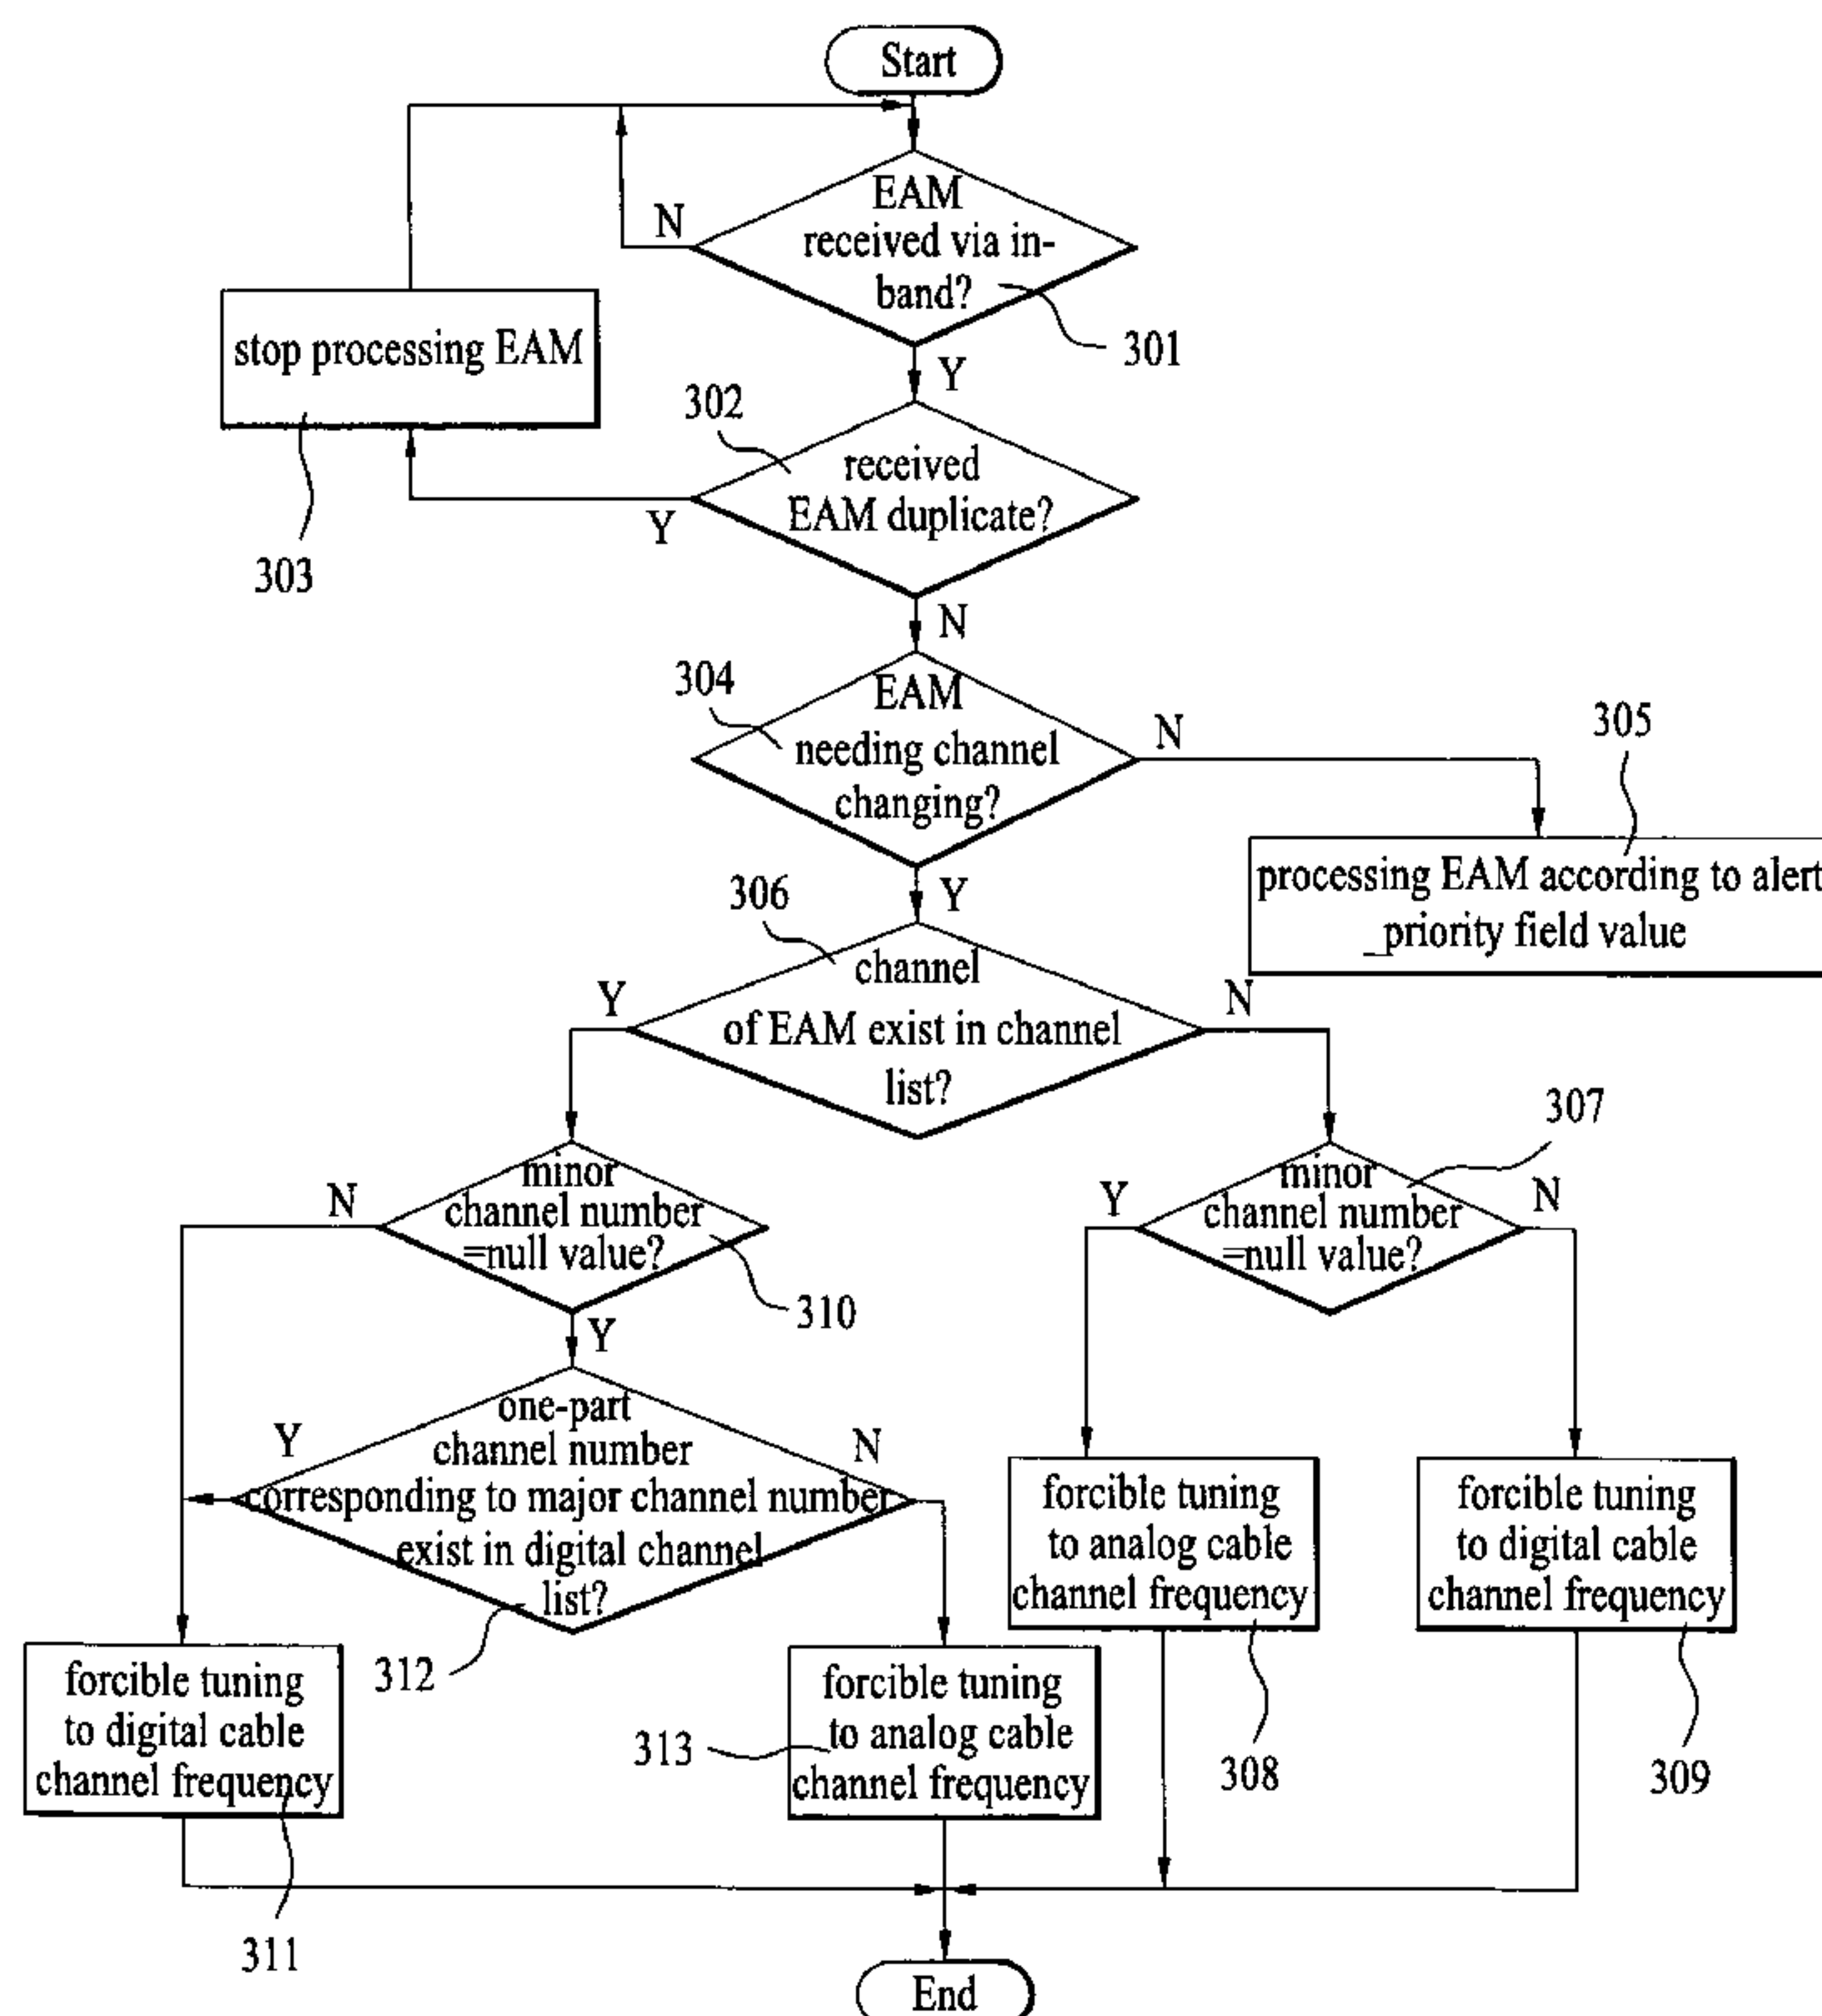 Start
EAM
received via in-
band?
N
301
Y
stop processing EAM
303
302
received
EAM duplicate?
Y
N
304
EAM
needing channel
changing?
N
305
processing EAM according to alert
_priority field value
Y
306
channel
of EAM exist in channel
list?
Y
N
307
minor
channel number
=null value?
N
310
Y
minor
channel number
=null value?
Y
N
one-part
channel number
corresponding to major channel number
exist in digital channel
list?
Y
N
312
forcible tuning
to analog cable
channel frequency
308
forcible tuning
to digital cable
channel frequency
309
forcible tuning
to digital cable
channel frequency
311
forcible tuning
to analog cable
channel frequency
313
End